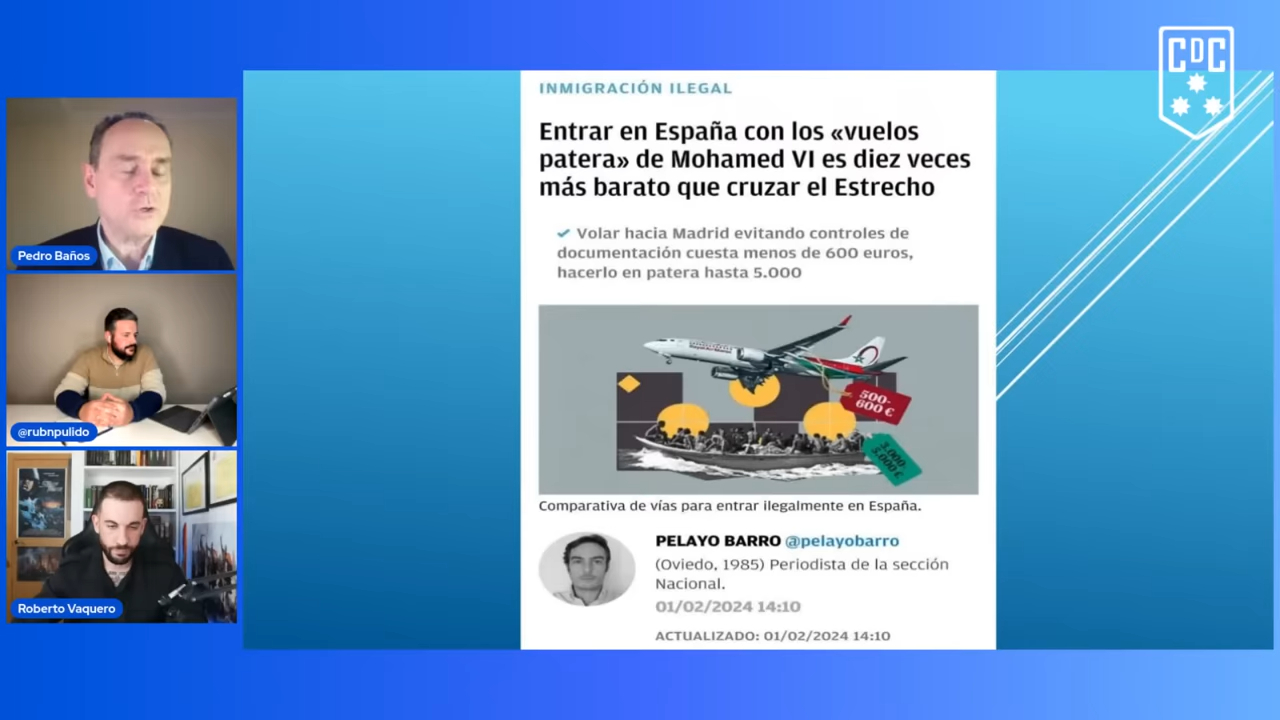 CDC
INMIGRACIÓN ILEGAL
Entrar en España con los «vuelos
patera» de Mohamed VI es diez veces
más barato que cruzar el Estrecho
Volar hacia Madrid evitando controles de
documentación cuesta menos de 600 euros,
hacerlo en patera hasta 5.000
500-
600 €
3.000-
5.000 €
Comparativa de vías para entrar ilegalmente en España.
PELAYO BARRO @pelayobarro
(Oviedo, 1985) Periodista de la sección
Nacional.
01/02/2024 14:10
ACTUALIZADO: 01/02/2024 14:10
Pedro Baños
@rubnpulido
Roberto Vaquero